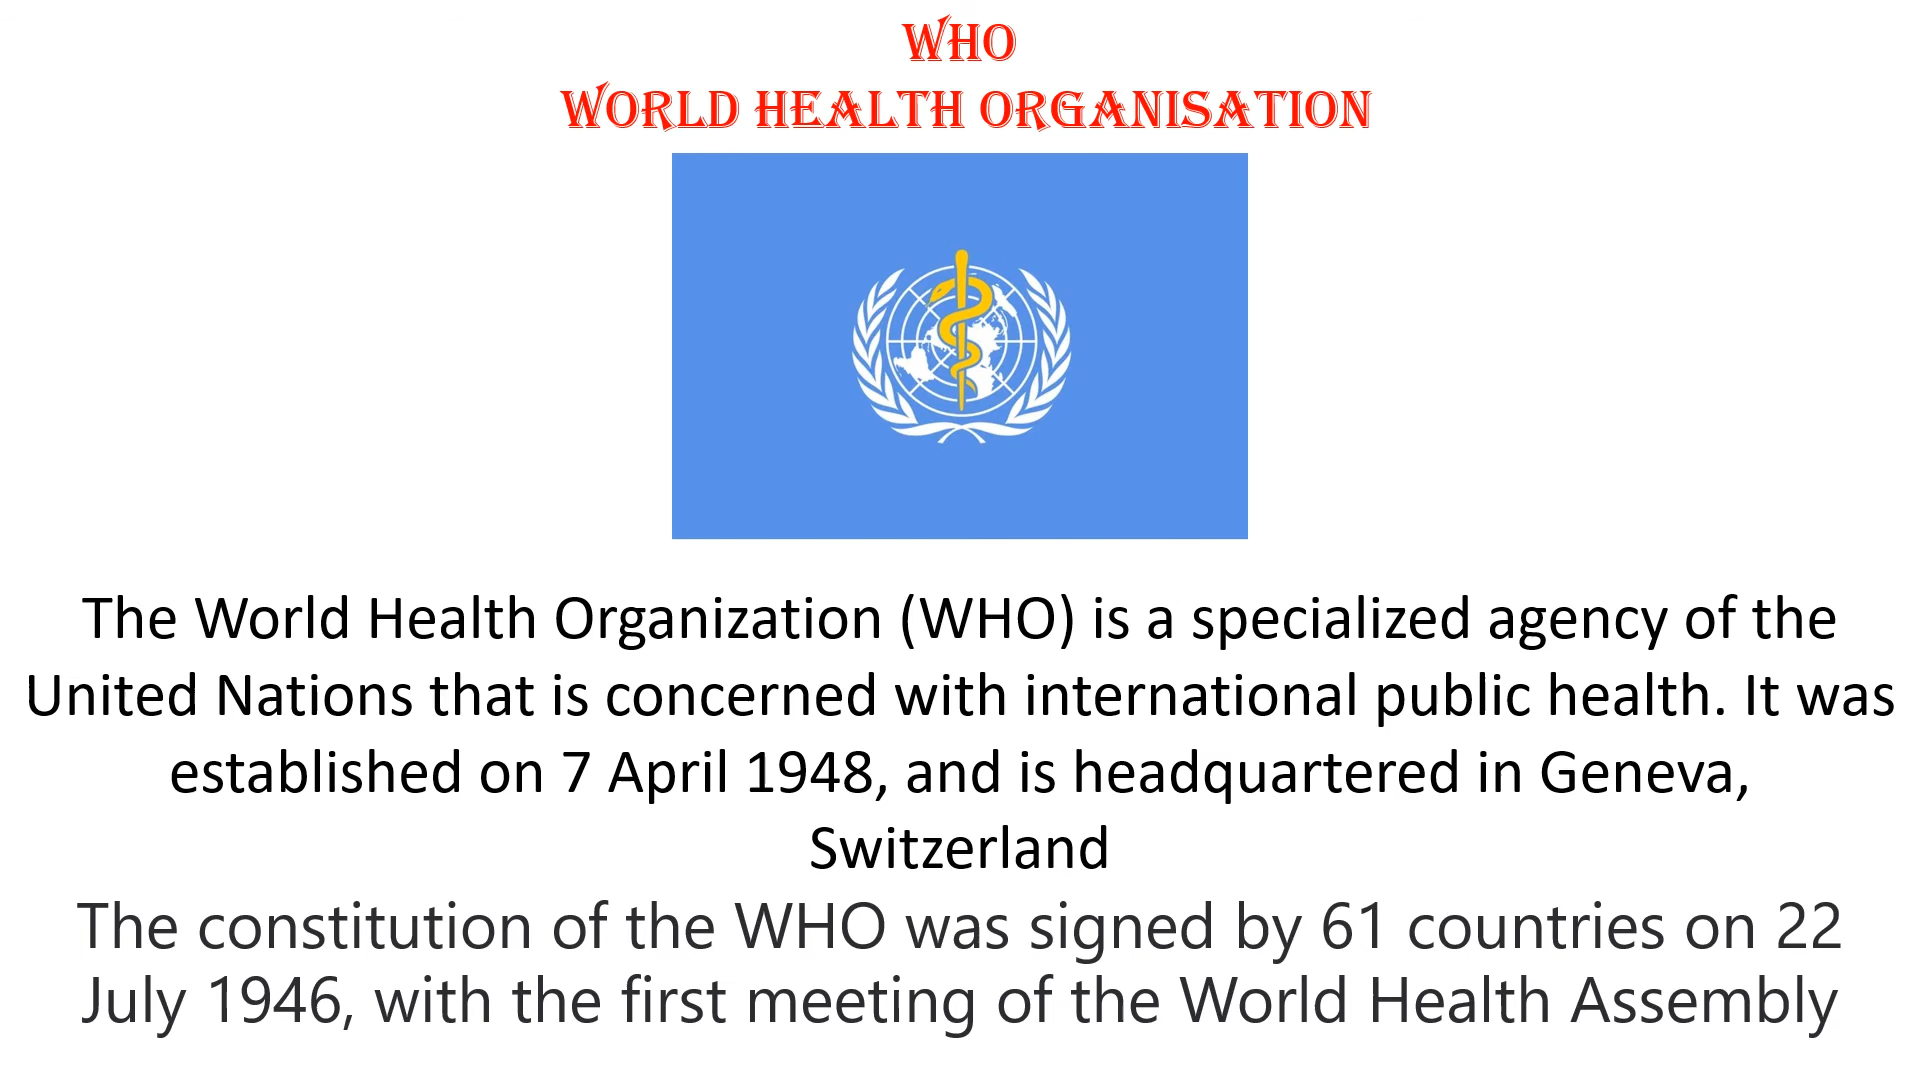 WHO
WORLD HEALTH ORGANISATION
The World Health Organization (WHO) is a specialized agency of the
United Nations that is concerned with international public health. It was
established on 7 April 1948, and is headquartered in Geneva,
Switzerland
The constitution of the WHO was signed by 61 countries on 22
July 1946, with the first meeting of the World Health Assembly